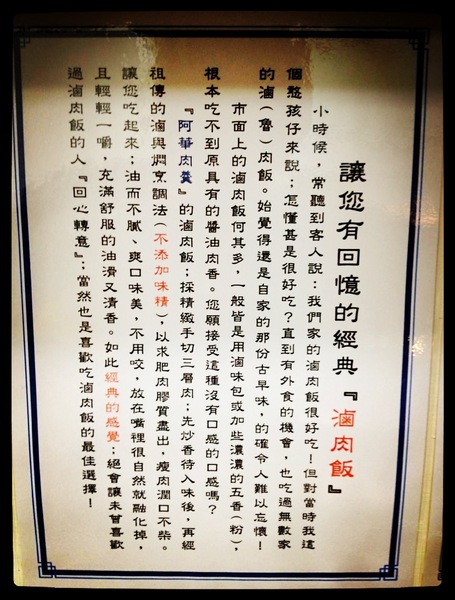 讓您有回憶的經典『滷肉飯』
小時候，常聽到客人說：我們家的滷肉飯很好吃！但對當時我這
個憨孩仔來說；怎懂甚是很好吃？直到有外食的機會，也吃過無數家
的滷（魯）肉飯。始覺得還是自家的那份古早味，的確令人難以忘懷！
市面上的滷肉飯何其多，一般皆是用滷味包或加些濃濃的五香（粉），
根本吃不到原具有的醬油肉香。您願接受這種沒有口感的口感嗎？
『阿華肉羹』的滷肉飯；採精緻手切三層肉；先炒香待入味後，再經
祖傳的滷與燜烹調法（不添加味精），以求肥肉膠質盡出，瘦肉潤口不柴。
讓您吃起來；油而不膩、爽口味美，不用咬，放在嘴裡很自然就融化掉，
且輕輕一嚼，充滿舒服的油滑又清香。如此經典的感覺；絕會讓未曾喜歡
過滷肉飯的人『回心轉意』；當然也是喜歡吃滷肉飯的最佳選擇！